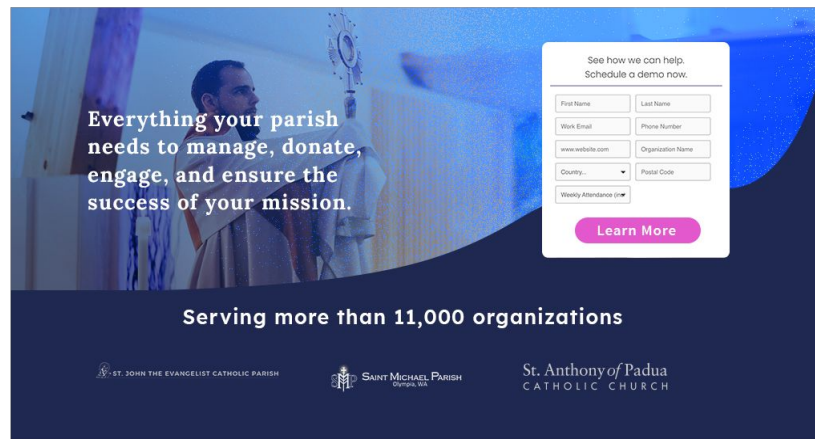 Everything your parish
needs to manage, donate,
engage, and ensure the
success of your mission.
See how we can help.
Schedule a demo now.
First Name
Last Name
Work Email
Phone Number
www.website.com
Organization Name
Country...
Postal Code
Weekly Attendance (in
Learn More
Serving more than 11,000 organizations
ST. JOHN THE EVANGELIST CATHOLIC PARISH
SAINT MICHAEL PARISH
Olympia, WA
St. Anthony of Padua
CATHOLIC CHURCH